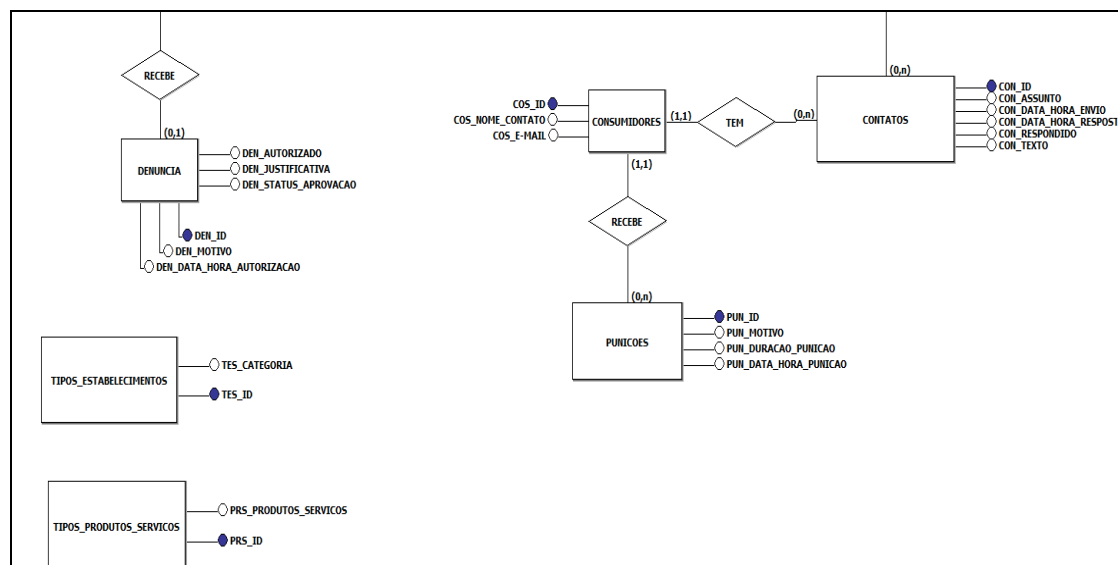 RECEBE
(0,1)
DENUNCIA
DEN_AUTORIZADO
DEN_JUSTIFICATIVA
DEN_STATUS_APROVACAO
DEN_ID
DEN_MOTIVO
DEN_DATA_HORA_AUTORIZACAO
COS_ID
COS_NOME_CONTATO
COS_E-MAIL
CONSUMIDORES
(1,1)
TEM
(0,n)
(0,n)
CONTATOS
CON_ID
CON_ASSUNTO
CON_DATA_HORA_ENVIO
CON_DATA_HORA_RESPOST
CON_RESPONDIDO
CON_TEXTO
(1,1)
RECEBE
(0,n)
PUNICOES
PUN_ID
PUN_MOTIVO
PUN_DURACAO_PUNICAO
PUN_DATA_HORA_PUNICAO
TIPOS_ESTABELECIMENTOS
TES_CATEGORIA
TES_ID
TIPOS_PRODUTOS_SERVICOS
PRS_PRODUTOS_SERVICOS
PRS_ID